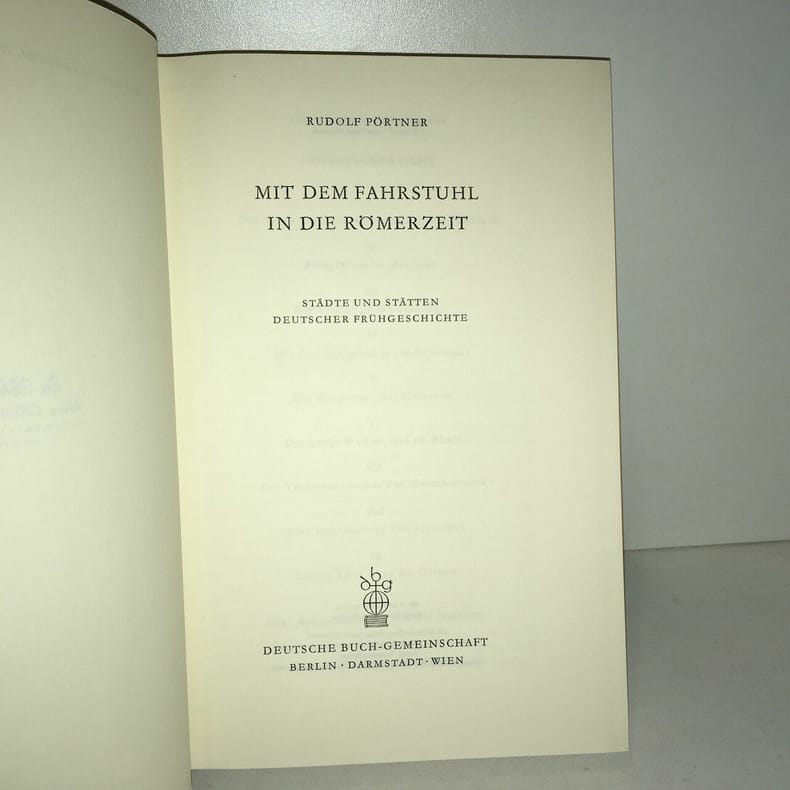 RUDOLF PÖRTNER
MIT DEM FAHRSTUHL
IN DIE RÖMERZEIT
STÄDTE UND STÄTTEN
DEUTSCHER FRÜHGESCHICHTE
dbg
DEUTSCHE BUCH-GEMEINSCHAFT
BERLIN · DARMSTADT · WIEN